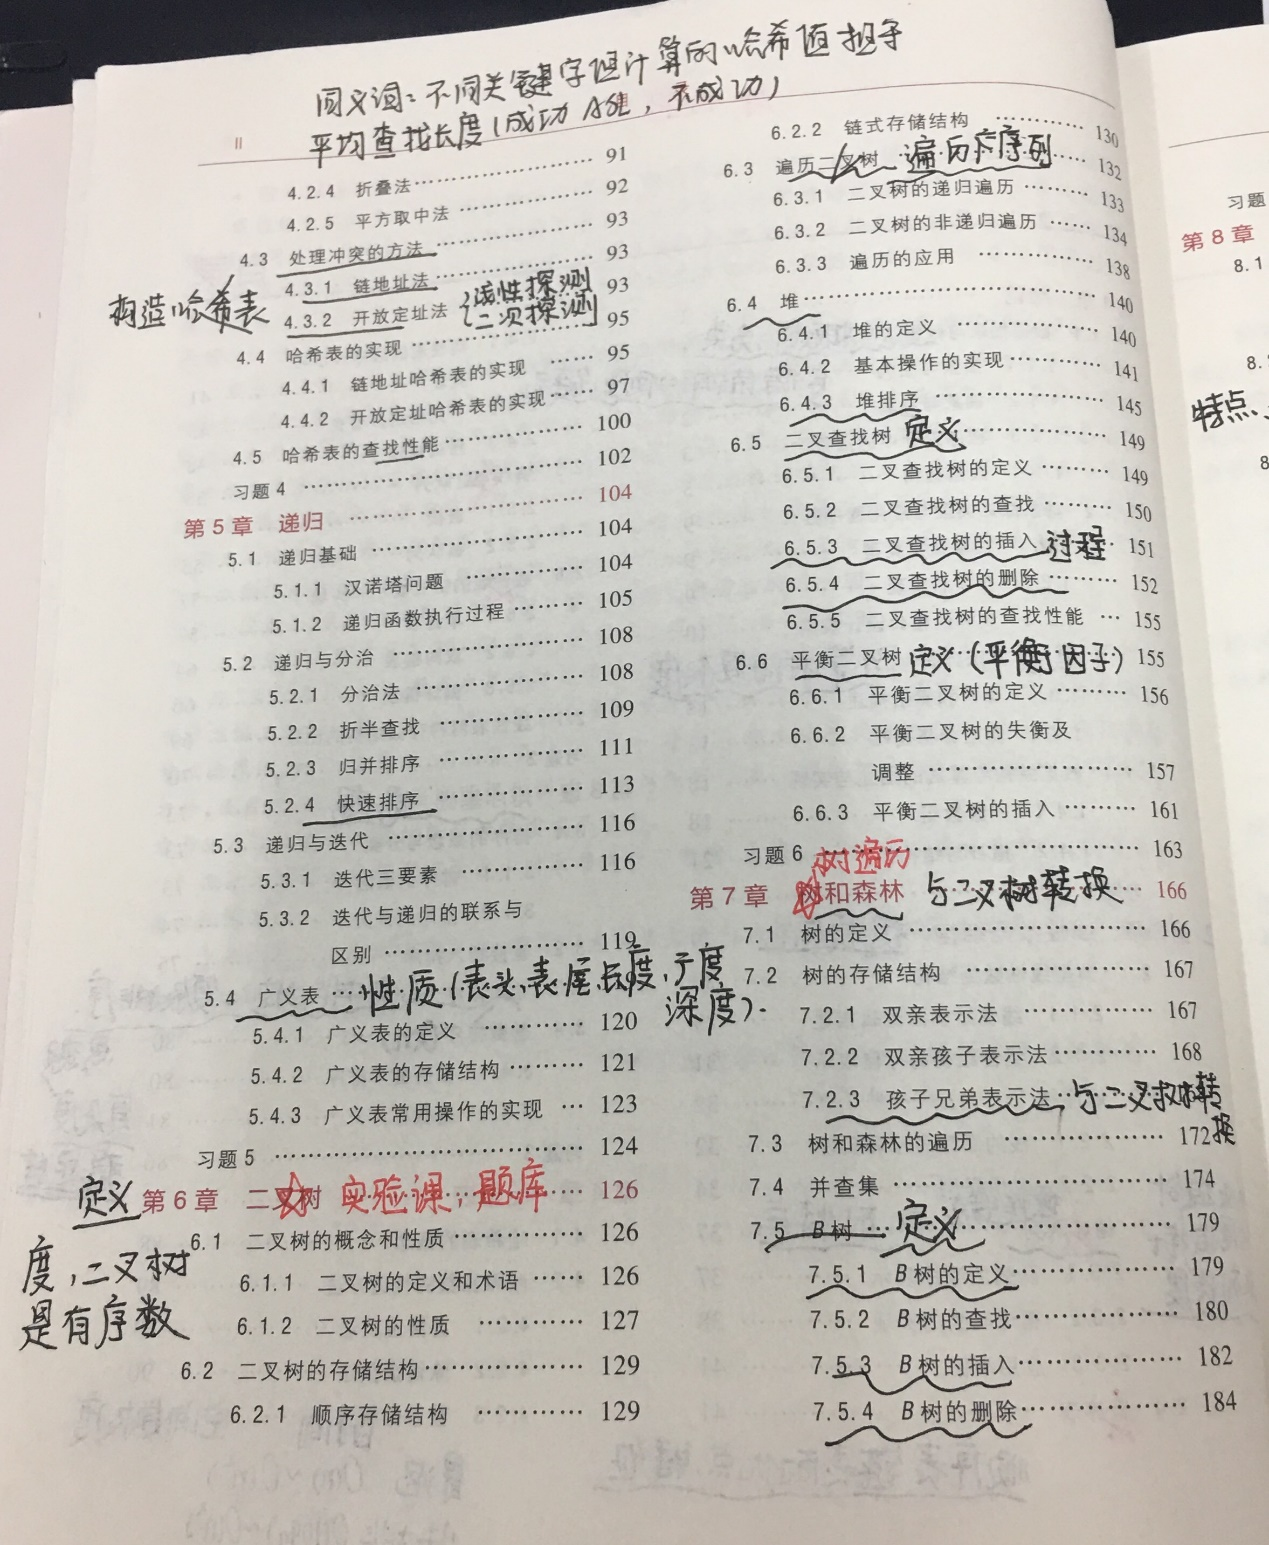 同义词：不同关键字但计算的哈希值相等
平均查找长度(成功ASL，不成功)
II
4.2.4 折叠法 91
4.2.5 平方取中法 92
4.3 处理冲突的方法 93
4.3.1 链地址法 93
构造哈希表
4.3.2 开放定址法 93
{线性探测
二次探测
4.4 哈希表的实现 95
4.4.1 链地址哈希表的实现 95
4.4.2 开放定址哈希表的实现 97
4.5 哈希表的查找性能 100
习题4 102
第5章 递归 104
5.1 递归基础 104
5.1.1 汉诺塔问题 104
5.1.2 递归函数执行过程 105
5.2 递归与分治 108
5.2.1 分治法 108
5.2.2 折半查找 109
5.2.3 归并排序 111
5.2.4 快速排序 113
5.3 递归与迭代 116
5.3.1 迭代三要素 116
5.3.2 迭代与递归的联系与
区别 119
5.4 广义表 性质(表头,表尾,长度,
深度).
5.4.1 广义表的定义 120
5.4.2 广义表的存储结构 121
5.4.3 广义表常用操作的实现 123
习题5 124
定义
第6章 二叉树 126
实验课，题库
6.1 二叉树的概念和性质 126
度，二叉树
是有序数
6.1.1 二叉树的定义和术语 126
6.1.2 二叉树的性质 127
6.2 二叉树的存储结构 129
6.2.1 顺序存储结构 129
6.2.2 链式存储结构 130
6.3 遍历二叉树 132
遍历序列
6.3.1 二叉树的递归遍历 133
6.3.2 二叉树的非递归遍历 134
6.3.3 遍历的应用 138
6.4 堆 140
6.4.1 堆的定义 140
6.4.2 基本操作的实现 141
6.4.3 堆排序 145
6.5 二叉查找树 定义 149
6.5.1 二叉查找树的定义 149
6.5.2 二叉查找树的查找 150
6.5.3 二叉查找树的插入 过程 151
6.5.4 二叉查找树的删除 152
6.5.5 二叉查找树的查找性能 155
6.6 平衡二叉树 定义(平衡因子) 155
6.6.1 平衡二叉树的定义 156
6.6.2 平衡二叉树的失衡及
调整 157
6.6.3 平衡二叉树的插入 161
习题6 163
树遍历
第7章 树和森林 与二叉树转换 166
7.1 树的定义 166
7.2 树的存储结构 167
7.2.1 双亲表示法 167
7.2.2 双亲孩子表示法 168
7.2.3 孩子兄弟表示法 与二叉树转
换
7.3 树和森林的遍历 172
7.4 并查集 174
7.5 B树 定义 179
7.5.1 B树的定义 179
7.5.2 B树的查找 180
7.5.3 B树的插入 182
7.5.4 B树的删除 184
习题
第8章
8.1
8.
特点、
8